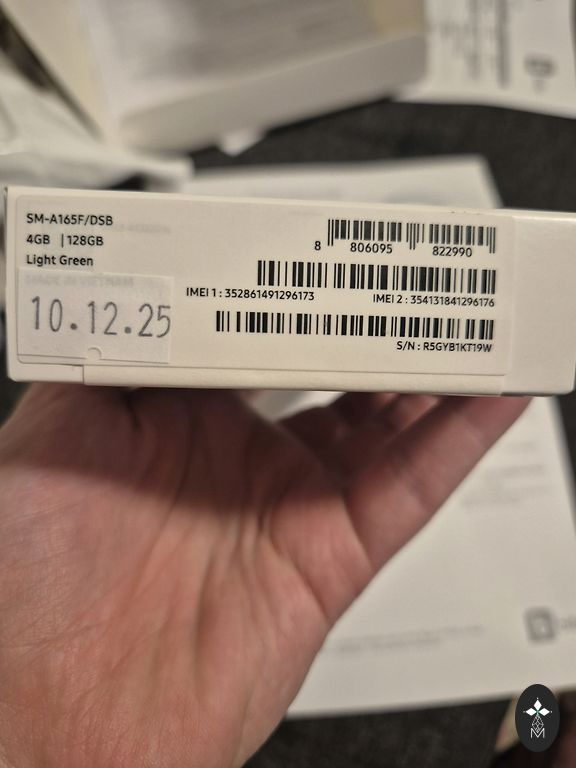 SM-A165F/DSB
4GB | 128GB
Light Green
MADE IN VIETNAM
10.12.25
8 806095 822990
IMEI 1 : 352861491296173
IMEI 2 : 354131841296176
S/N : R5GYB1KT19W
M